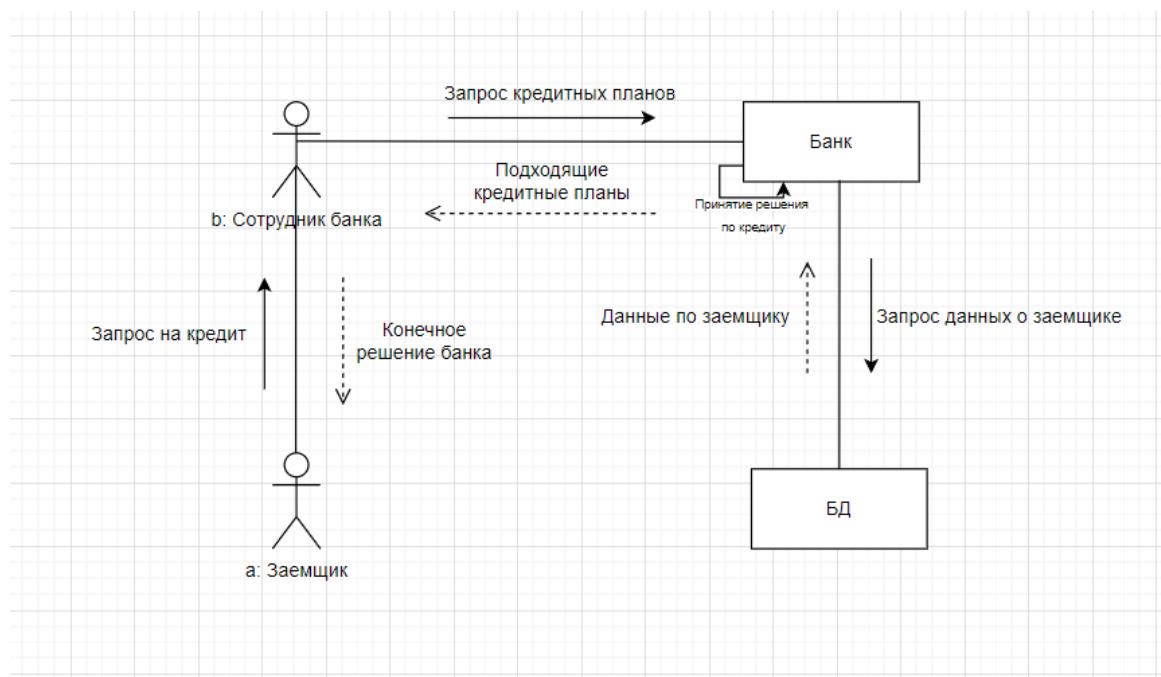 Запрос кредитных планов
Банк
Подходящие
кредитные планы
Принятие решения
по кредиту
b: Сотрудник банка
Запрос на кредит
Конечное
решение банка
Данные по заемщику
Запрос данных о заемщике
БД
a: Заемщик